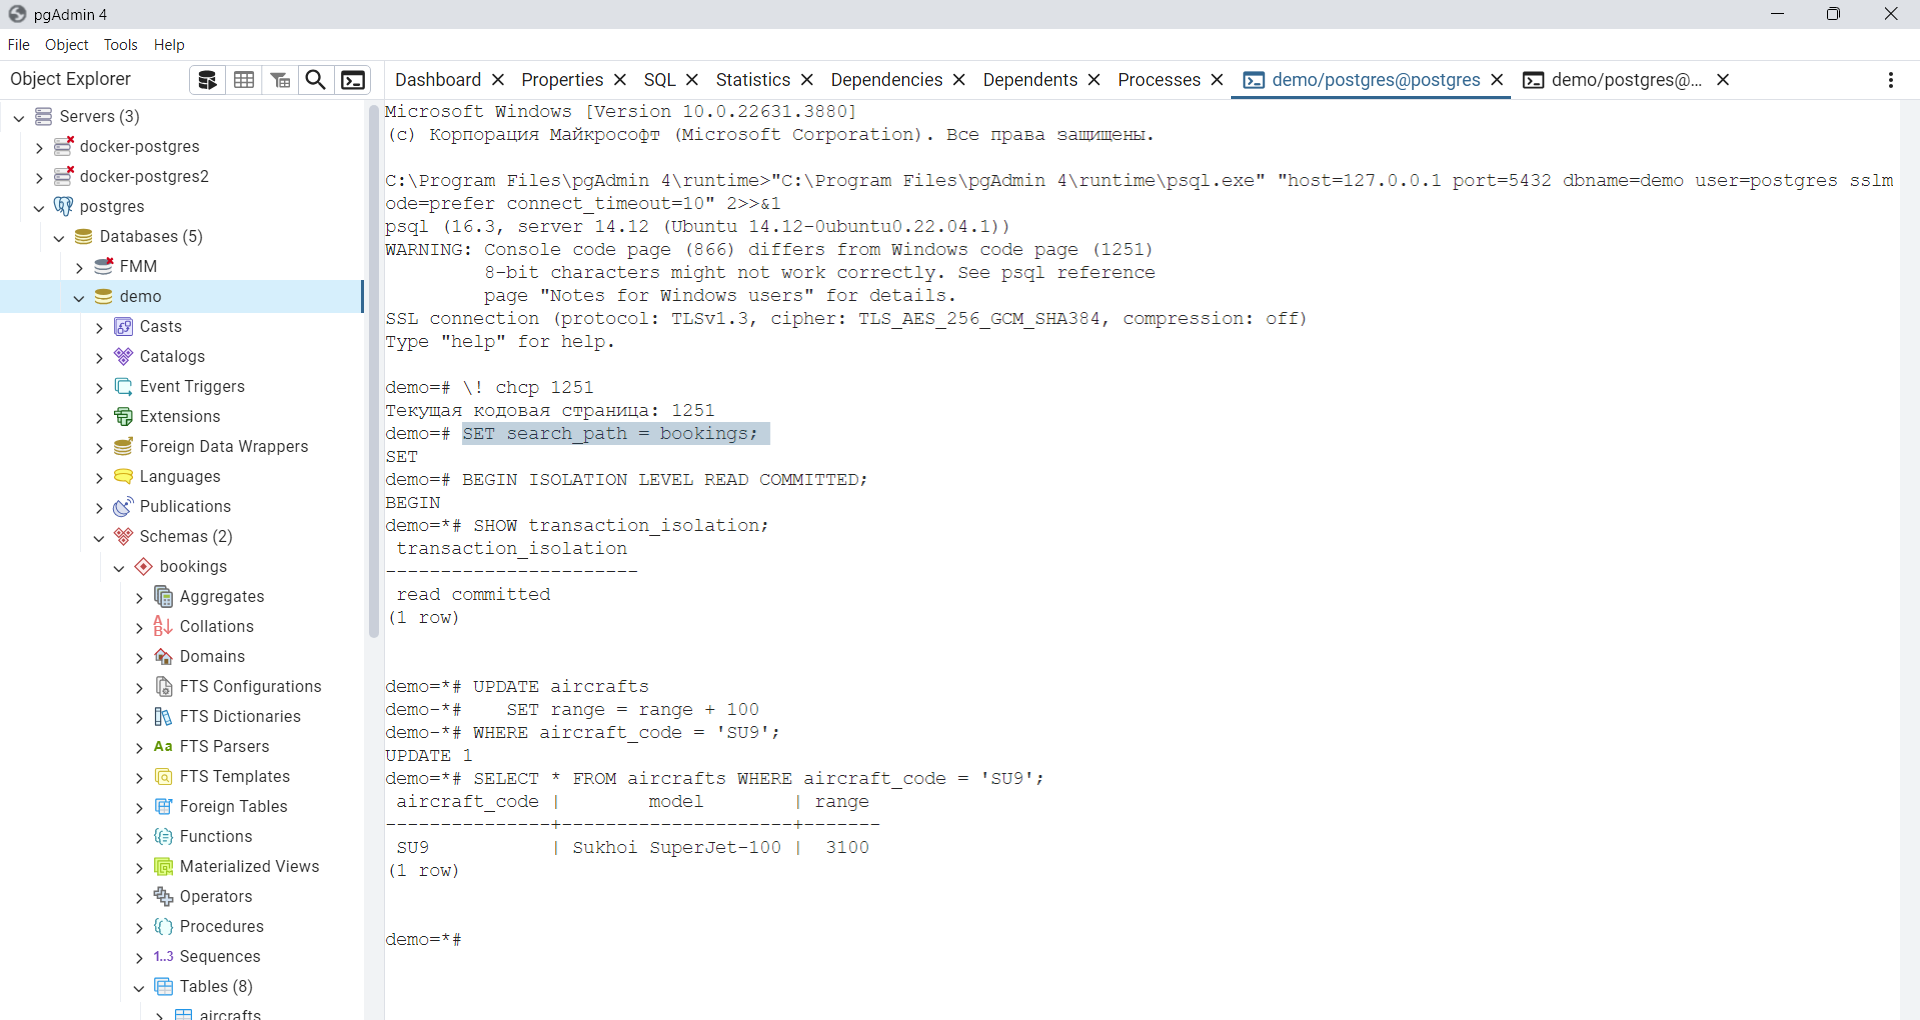 pgAdmin 4
File Object Tools Help
Object Explorer
Dashboard Properties SQL Statistics Dependencies Dependents Processes demo/postgres@postgres demo/postgres@...
Servers (3)
docker-postgres
docker-postgres2
postgres
Databases (5)
FMM
demo
Casts
Catalogs
Event Triggers
Extensions
Foreign Data Wrappers
Languages
Publications
Schemas (2)
bookings
Aggregates
Collations
Domains
FTS Configurations
FTS Dictionaries
FTS Parsers
FTS Templates
Foreign Tables
Functions
Materialized Views
Operators
Procedures
1..3 Sequences
Tables (8)
aircrafts
Microsoft Windows [Version 10.0.22631.3880]
(c) Корпорация Майкрософт (Microsoft Corporation). Все права защищены.
C:\Program Files\pgAdmin 4\runtime>"C:\Program Files\pgAdmin 4\runtime\psql.exe" "host=127.0.0.1 port=5432 dbname=demo user=postgres sslm
ode=prefer connect_timeout=10" 2>>&1
psql (16.3, server 14.12 (Ubuntu 14.12-0ubuntu0.22.04.1))
WARNING: Console code page (866) differs from Windows code page (1251)
8-bit characters might not work correctly. See psql reference
page "Notes for Windows users" for details.
SSL connection (protocol: TLSv1.3, cipher: TLS_AES_256_GCM_SHA384, compression: off)
Type "help" for help.
demo=# \! chcp 1251
Текущая кодовая страница: 1251
demo=# SET search_path = bookings;
SET
demo=# BEGIN ISOLATION LEVEL READ COMMITTED;
BEGIN
demo=*# SHOW transaction_isolation;
transaction_isolation
-----------------------
read committed
(1 row)
demo=*# UPDATE aircrafts
demo-*#    SET range = range + 100
demo-*# WHERE aircraft_code = 'SU9';
UPDATE 1
demo=*# SELECT * FROM aircrafts WHERE aircraft_code = 'SU9';
aircraft_code |        model        | range
---------------+---------------------+-------
SU9           | Sukhoi SuperJet-100 |  3100
(1 row)
demo=*#